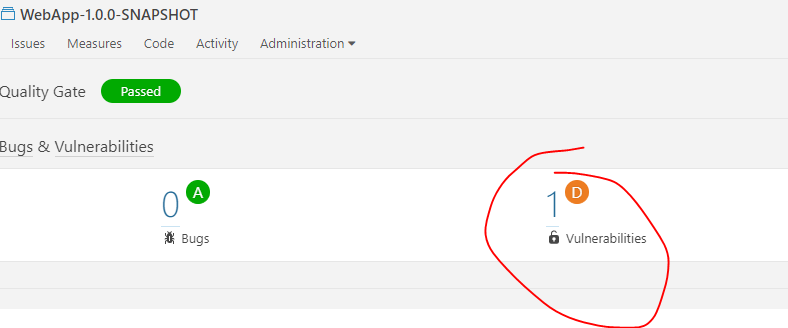 WebApp-1.0.0-SNAPSHOT
Issues Measures Code Activity Administration
Quality Gate Passed
Bugs & Vulnerabilities
0 A 1 D
Bugs Vulnerabilities